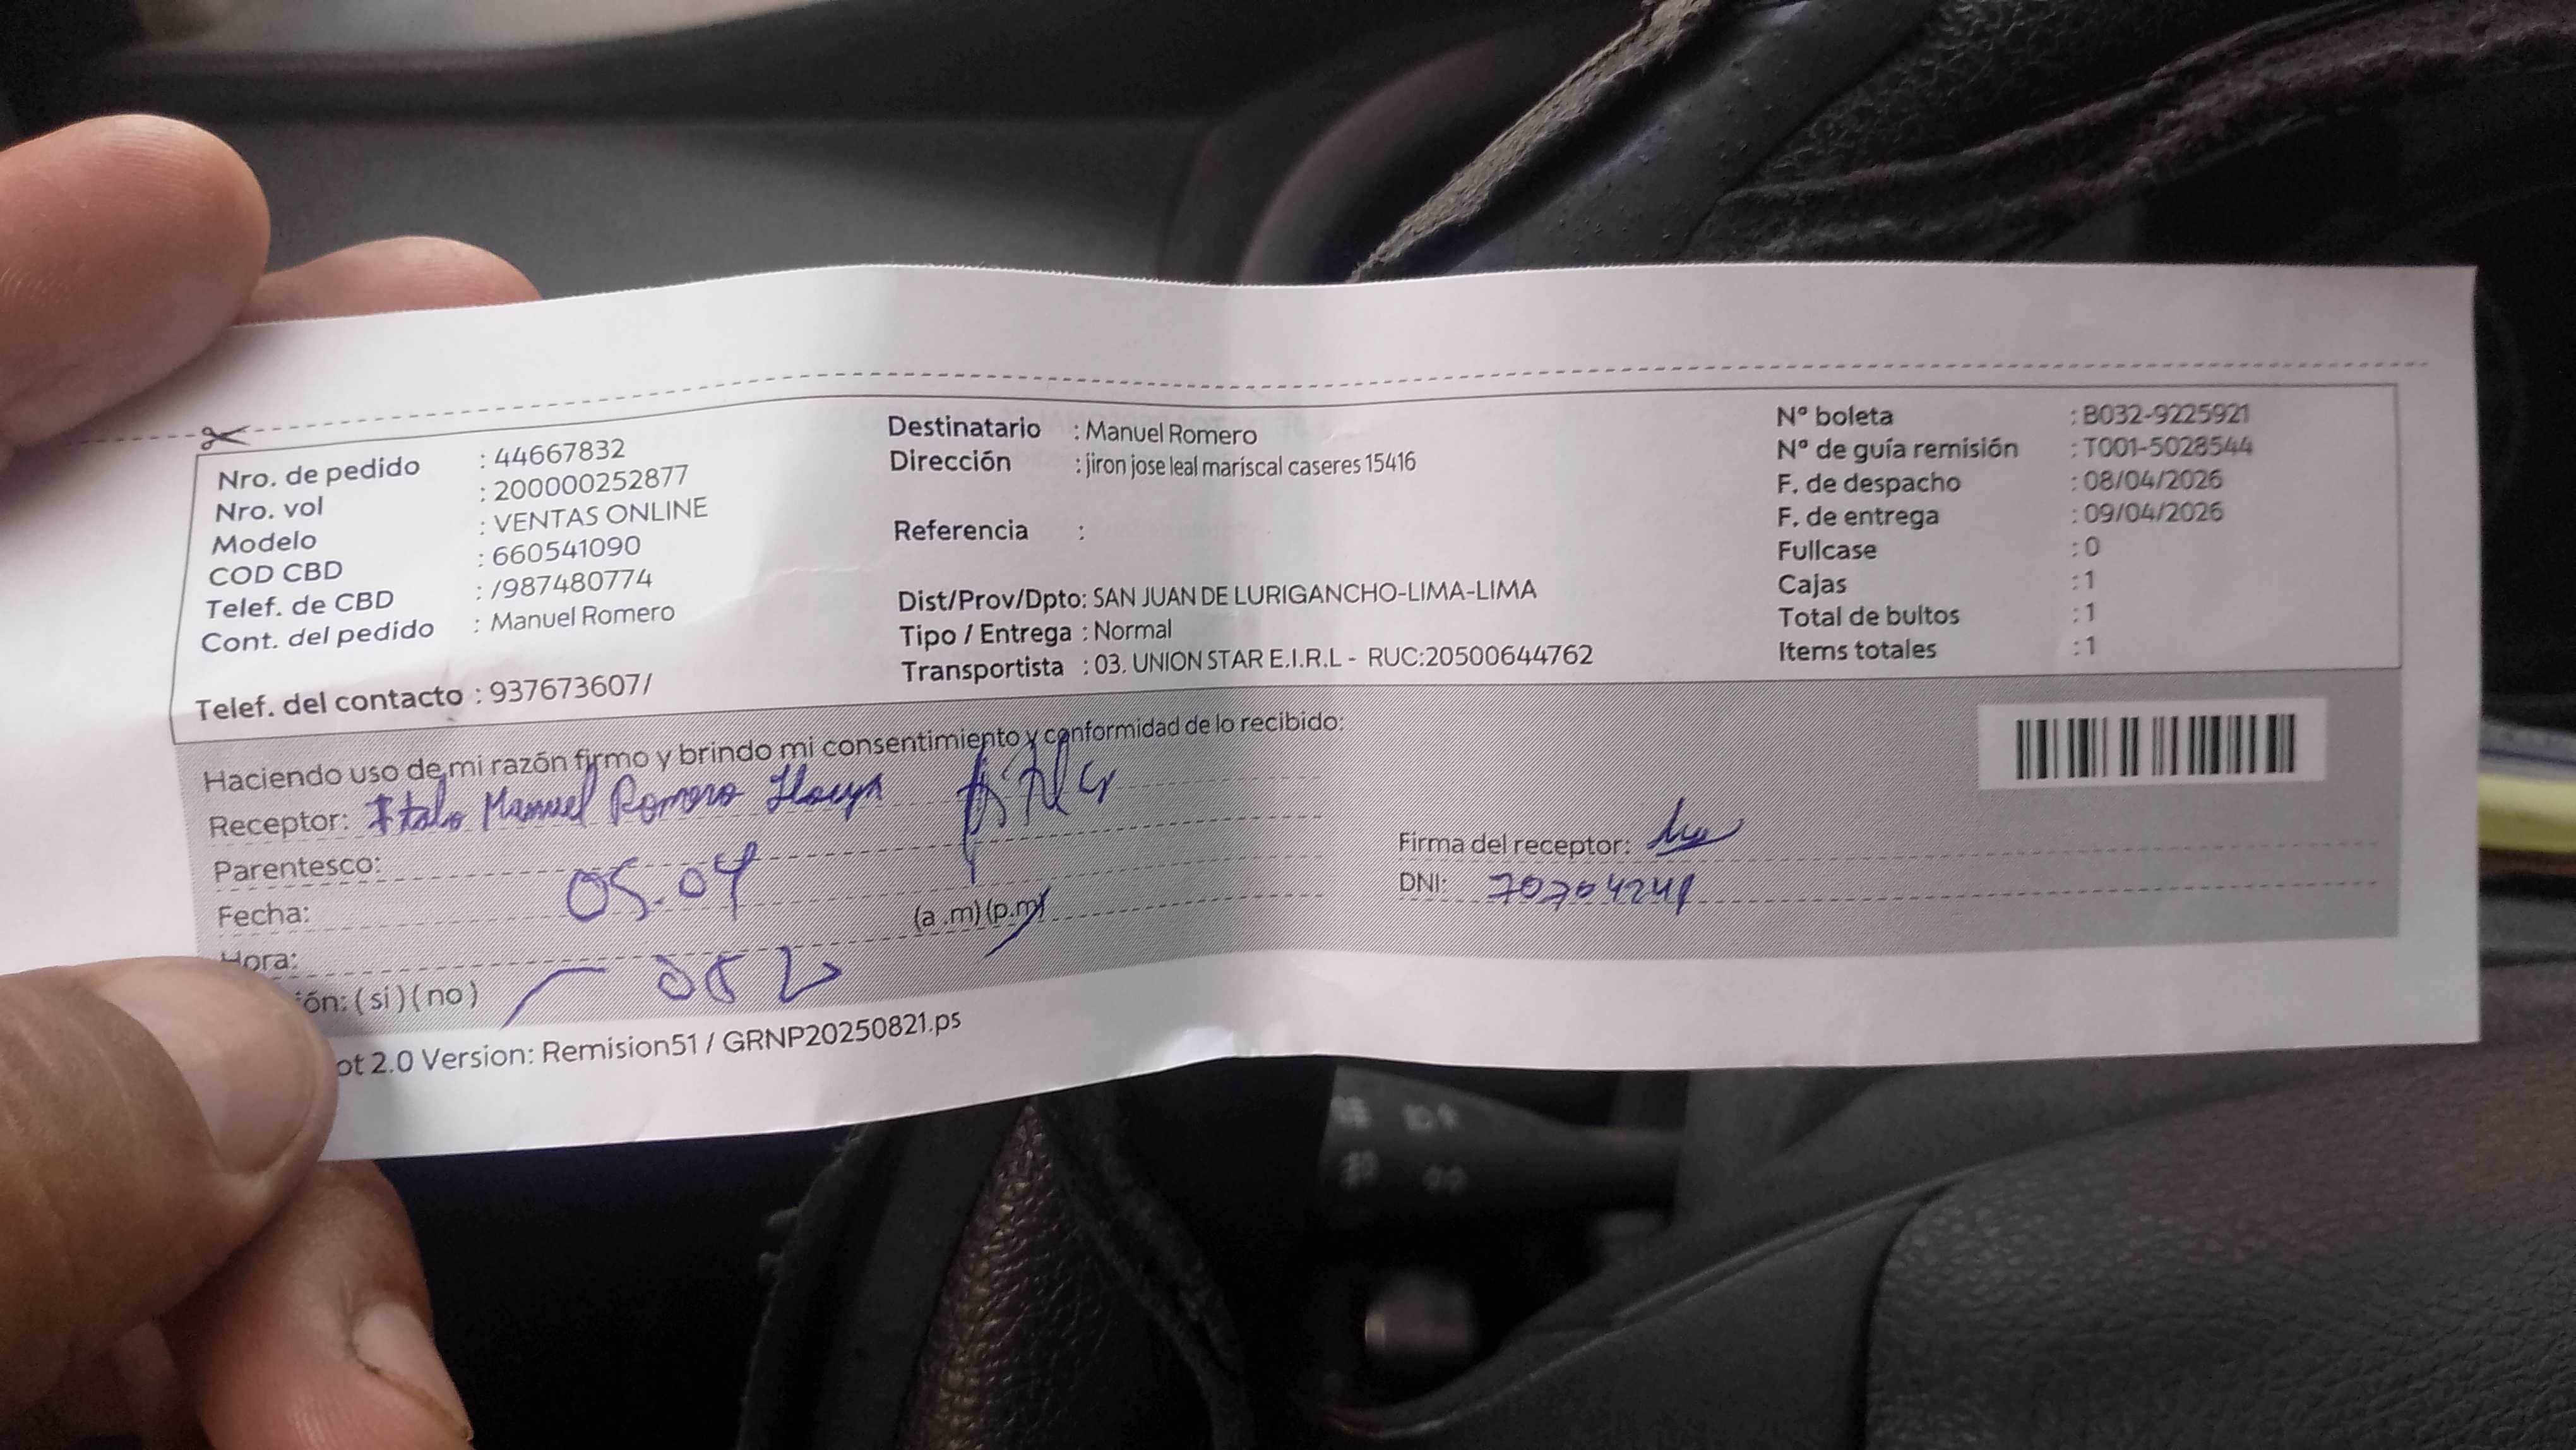 Nro. de pedido : 44667832
Nro. vol : 200000252877
Modelo : VENTAS ONLINE
COD CBD : 660541090
Telef. de CBD : /987480774
Cont. del pedido : Manuel Romero
Telef. del contacto : 937673607/
Destinatario : Manuel Romero
Dirección : jiron jose leal mariscal caseres 15416
Referencia :
Dist/Prov/Dpto: SAN JUAN DE LURIGANCHO-LIMA-LIMA
Tipo / Entrega : Normal
Transportista : 03. UNION STAR E.I.R.L - RUC:20500644762
Nº boleta : B032-9225921
Nº de guía remisión : T001-5028544
F. de despacho : 08/04/2026
F. de entrega : 09/04/2026
Fullcase : 0
Cajas : 1
Total de bultos : 1
Items totales : 1
Haciendo uso de mi razón firmo y brindo mi consentimiento y conformidad de lo recibido:
Receptor: Italo Manuel Romero
Parentesco:
Fecha:
Hora: (a .m)(p.m)
ón: (si)(no)
Firma del receptor:
DNI:
ot 2.0 Version: Remision51 / GRNP20250821.ps